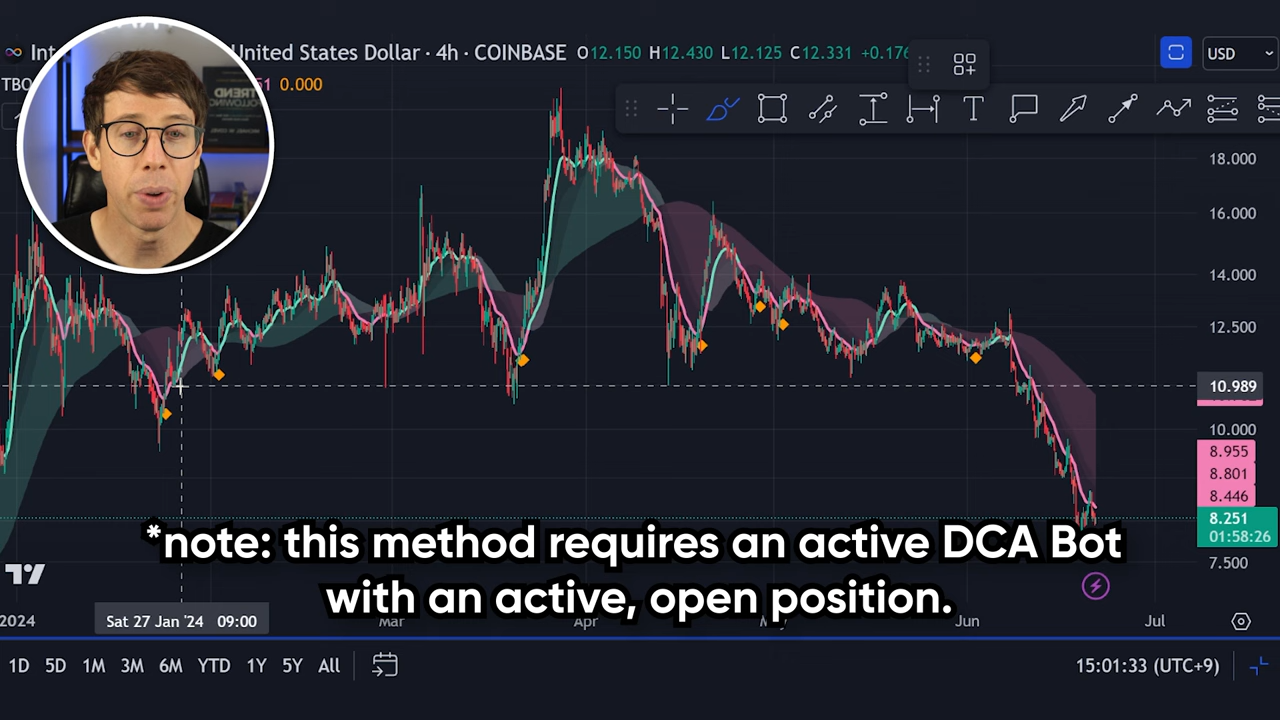 Int
United States Dollar · 4h · COINBASE O12.150 H12.430 L12.125 C12.331 +0.176
USD
TBO
51 0.000
T
18.000
16.000
14.000
12.500
10.989
10.000
8.955
8.801
8.446
8.251
01:58:26
7.500
*note: this method requires an active DCA Bot
with an active, open position.
2024
Sat 27 Jan '24 09:00
Mar
Apr
May
Jun
Jul
1D 5D 1M 3M 6M YTD 1Y 5Y All
15:01:33 (UTC+9)